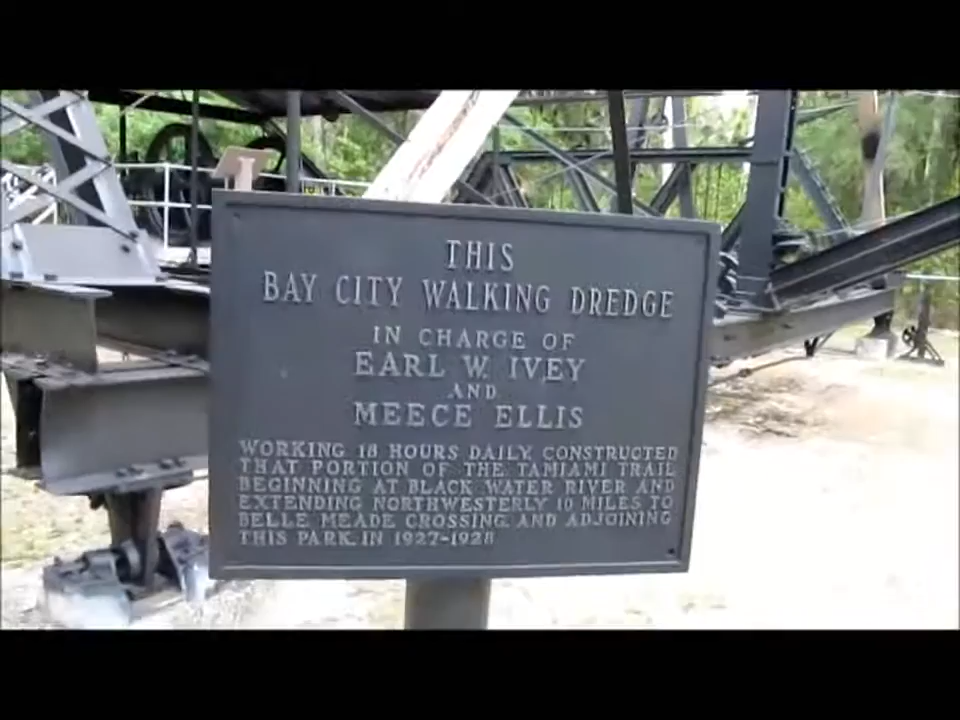 THIS
BAY CITY WALKING DREDGE
IN CHARGE OF
EARL W. IVEY
AND
MEECE ELLIS
WORKING 18 HOURS DAILY, CONSTRUCTED
THAT PORTION OF THE TAMIAMI TRAIL
BEGINNING AT BLACK WATER RIVER AND
EXTENDING NORTHWESTERLY 10 MILES TO
BELLE MEADE CROSSING AND ADJOINING
THIS PARK, IN 1927-1928